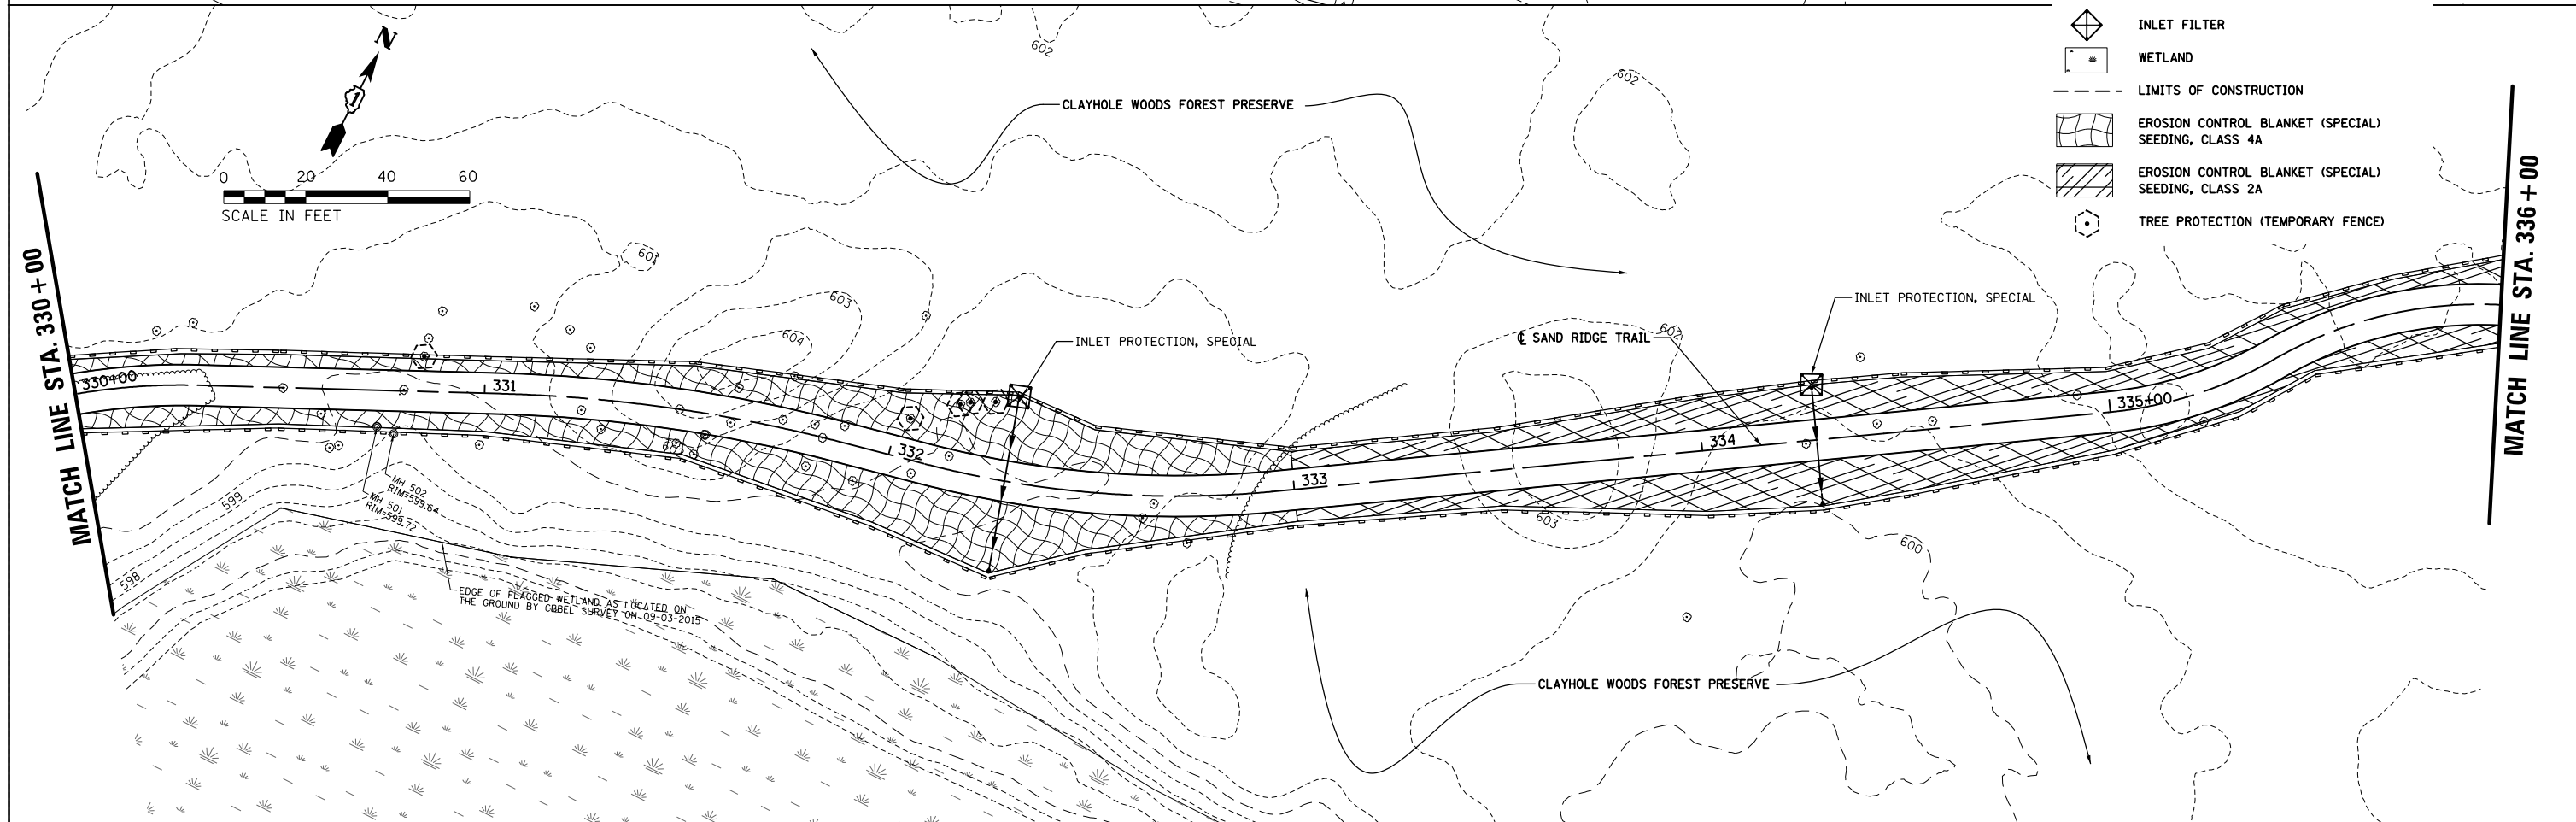 602
N
1
0 20 40 60
SCALE IN FEET
CLAYHOLE WOODS FOREST PRESERVE
602
INLET FILTER
WETLAND
LIMITS OF CONSTRUCTION
EROSION CONTROL BLANKET (SPECIAL)
SEEDING, CLASS 4A
EROSION CONTROL BLANKET (SPECIAL)
SEEDING, CLASS 2A
TREE PROTECTION (TEMPORARY FENCE)
MATCH LINE STA. 330+00
MATCH LINE STA. 336+00
601
603
604
INLET PROTECTION, SPECIAL
℄ SAND RIDGE TRAIL
602
INLET PROTECTION, SPECIAL
330+00
331
332
333
334
335+00
602
599
598
MH 502
RIM=599.64
MH 501
RIM=599.72
603
600
EDGE OF FLAGGED WETLAND AS LOCATED ON
THE GROUND BY CBBEL SURVEY ON 09-03-2015
CLAYHOLE WOODS FOREST PRESERVE